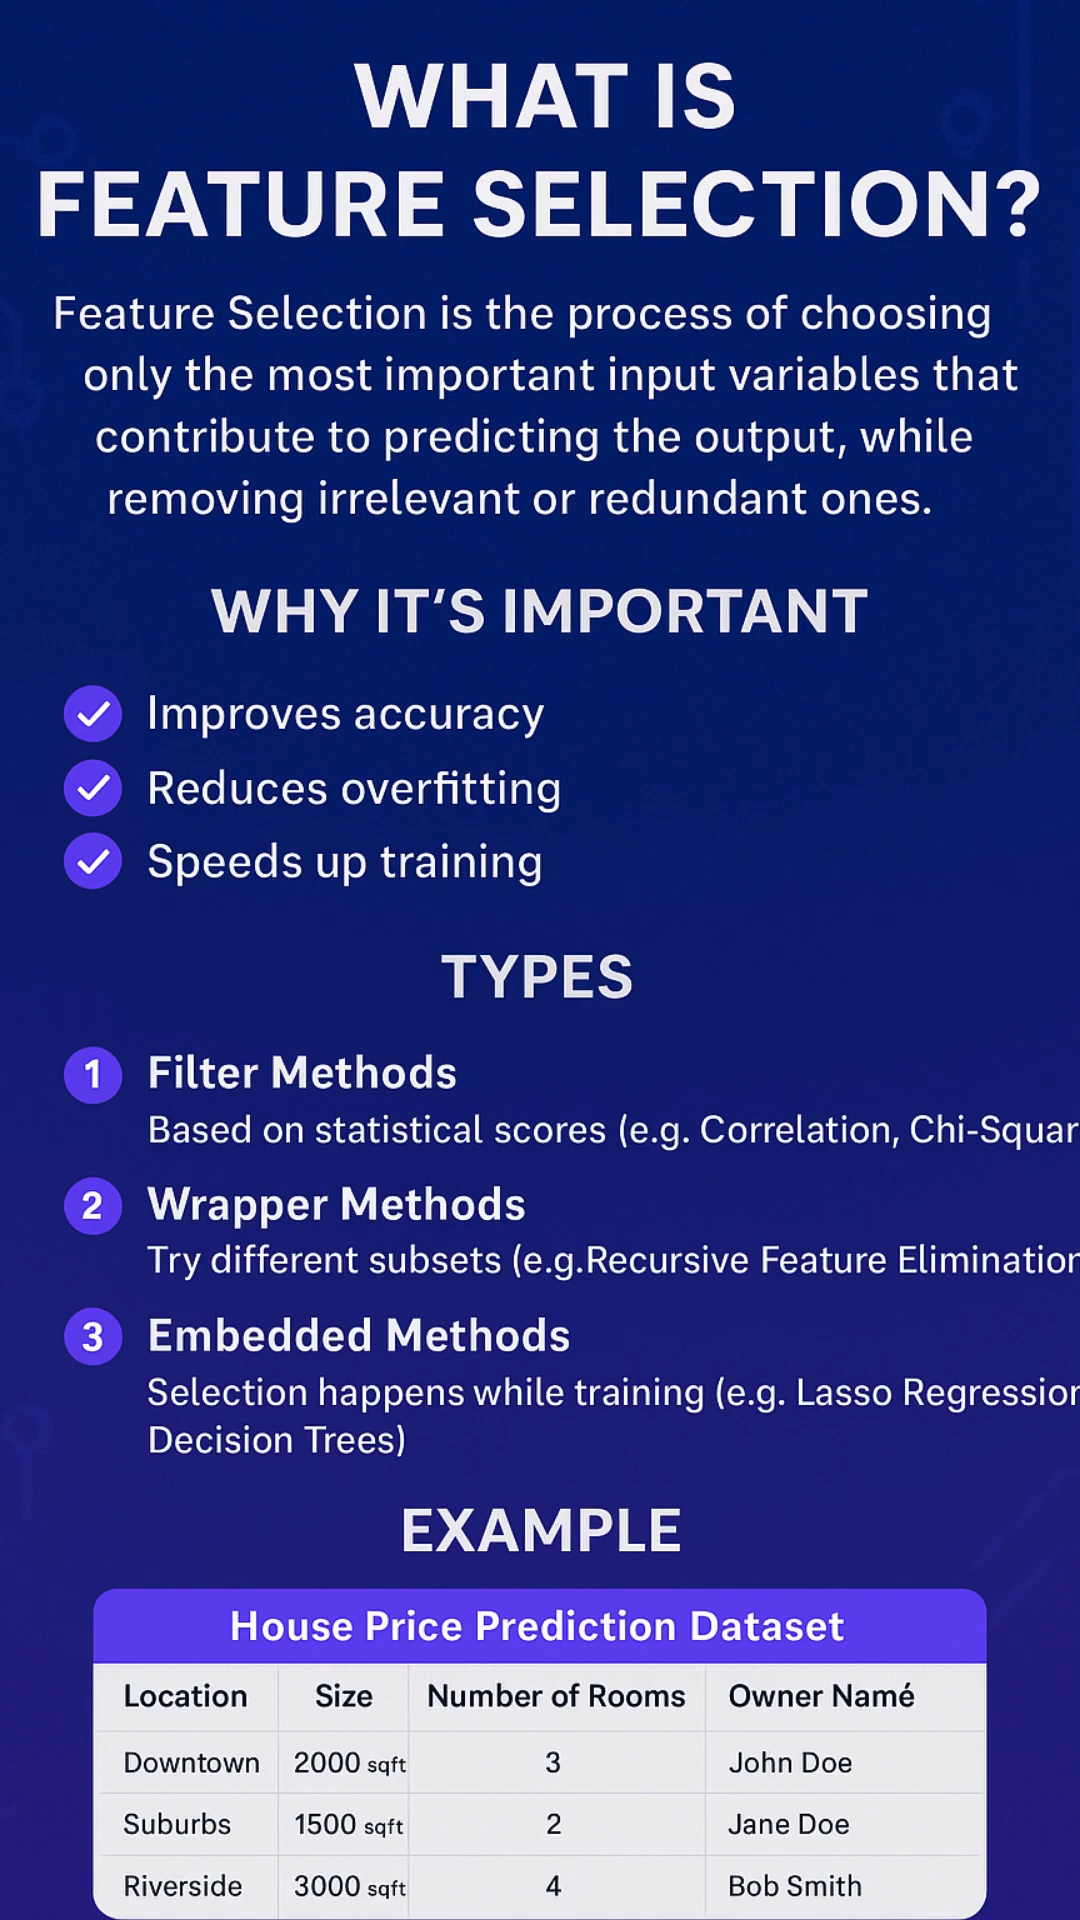 WHAT IS
FEATURE SELECTION?
Feature Selection is the process of choosing
only the most important input variables that
contribute to predicting the output, while
removing irrelevant or redundant ones.
WHY IT’S IMPORTANT
Improves accuracy
Reduces overfitting
Speeds up training
TYPES
1 Filter Methods
Based on statistical scores (e.g. Correlation, Chi-Squar
2 Wrapper Methods
Try different subsets (e.g.Recursive Feature Elimination
3 Embedded Methods
Selection happens while training (e.g. Lasso Regression
Decision Trees)
EXAMPLE
House Price Prediction Dataset
Location Size Number of Rooms Owner Namé
Downtown 2000 sqft 3 John Doe
Suburbs 1500 sqft 2 Jane Doe
Riverside 3000 sqft 4 Bob Smith